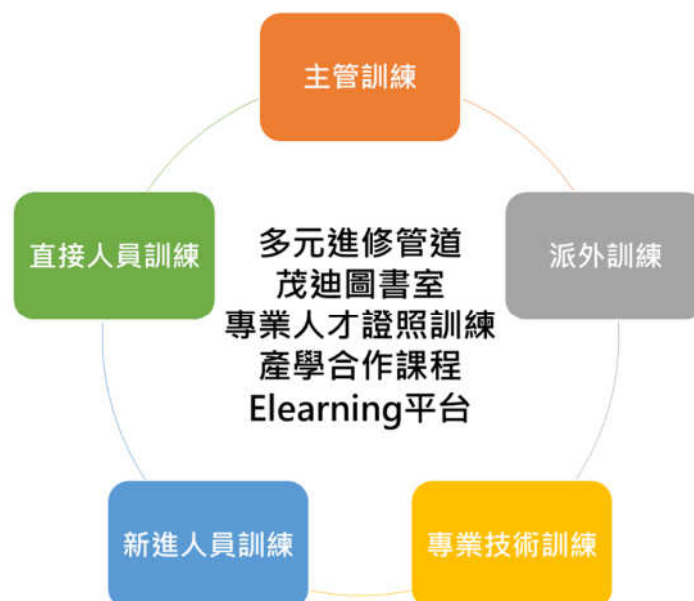 主管訓練
直接人員訓練
派外訓練
多元進修管道
茂迪圖書室
專業人才證照訓練
產學合作課程
Elearning平台
新進人員訓練
專業技術訓練